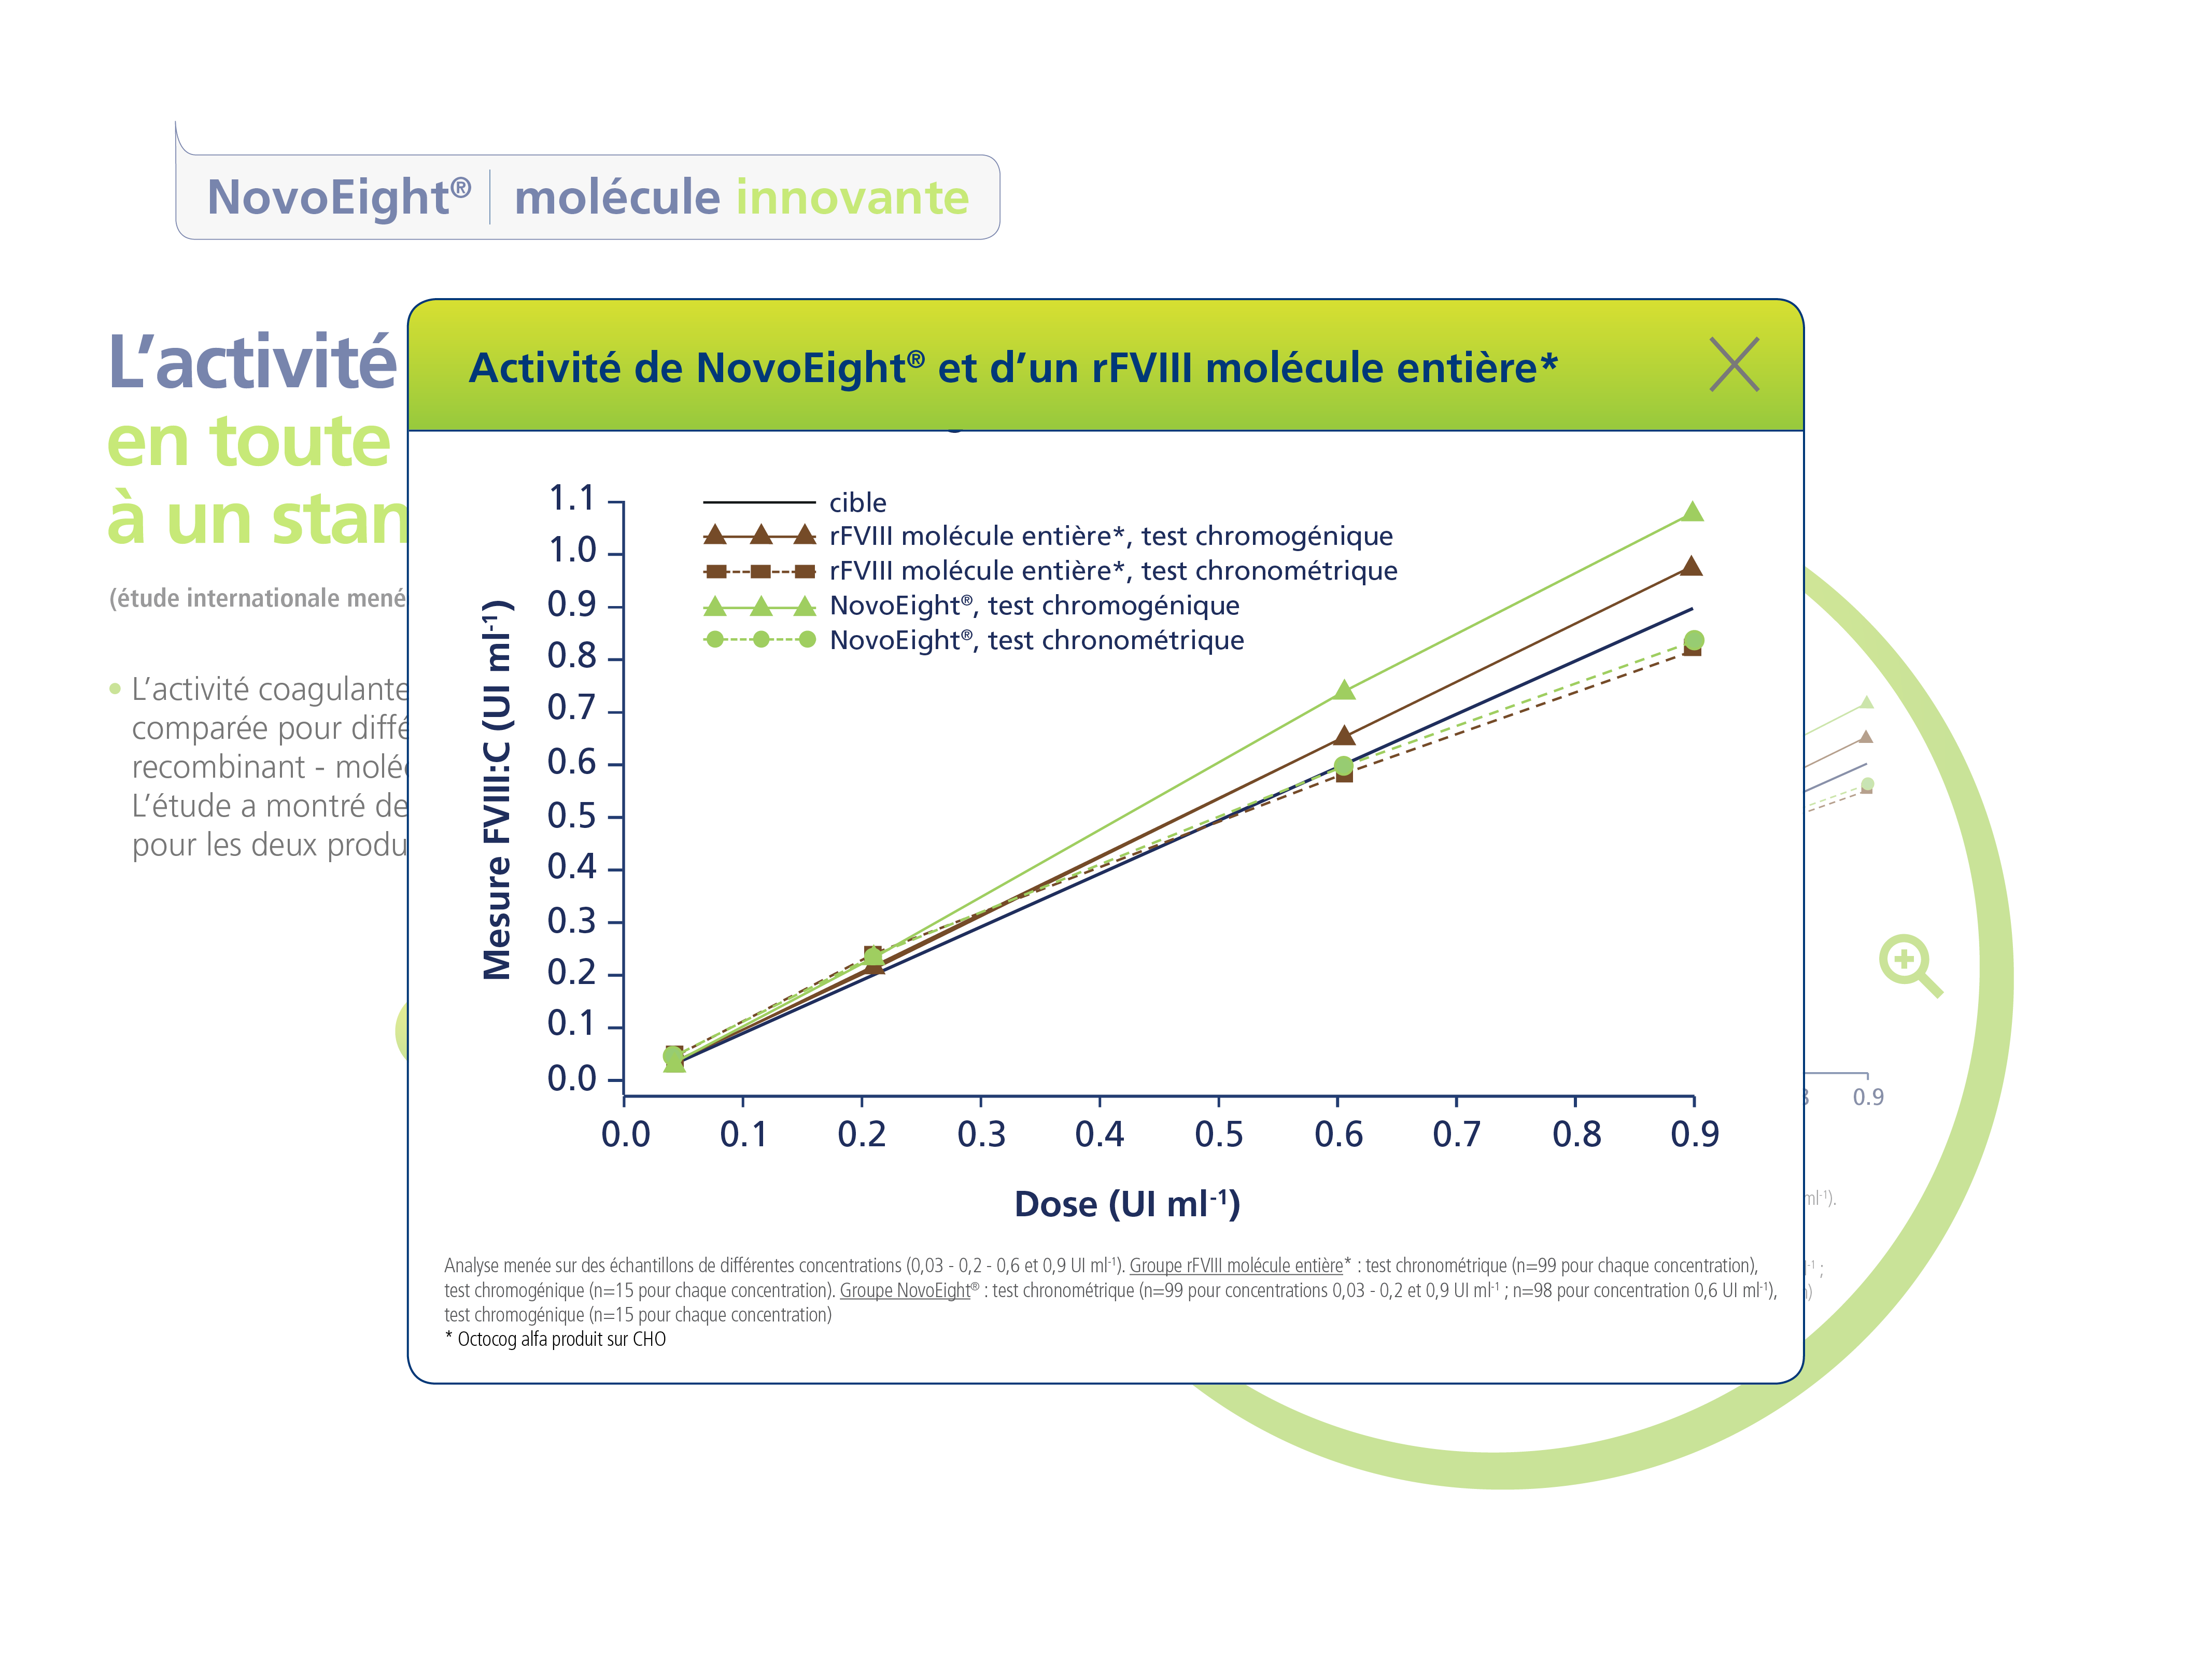 NovoEight® molécule innovante
L'activité
en toute
à un stan
(étude internationale mené
• L'activité coagulante
comparée pour diffé
recombinant - moléc
L'étude a montré de
pour les deux produ
Activité de NovoEight® et d'un rFVIII molécule entière*
cible
rFVIII molécule entière*, test chromogénique
rFVIII molécule entière*, test chronométrique
NovoEight®, test chromogénique
NovoEight®, test chronométrique
Mesure FVIII:C (UI ml⁻¹)
1.1
1.0
0.9
0.8
0.7
0.6
0.5
0.4
0.3
0.2
0.1
0.0
0.0 0.1 0.2 0.3 0.4 0.5 0.6 0.7 0.8 0.9
Dose (UI ml⁻¹)
Analyse menée sur des échantillons de différentes concentrations (0,03 - 0,2 - 0,6 et 0,9 UI ml⁻¹). Groupe rFVIII molécule entière* : test chronométrique (n=99 pour chaque concentration),
test chromogénique (n=15 pour chaque concentration). Groupe NovoEight® : test chronométrique (n=99 pour concentrations 0,03 - 0,2 et 0,9 UI ml⁻¹ ; n=98 pour concentration 0,6 UI ml⁻¹),
test chromogénique (n=15 pour chaque concentration)
* Octocog alfa produit sur CHO
0.9
ml⁻¹).